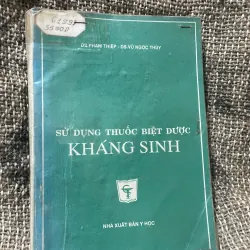 DS.PHẠM THIỆP - DS.VŨ NGỌC THÚY
SỬ DỤNG THUỐC BIỆT DƯỢC
KHÁNG SINH
NHÀ XUẤT BẢN Y HỌC